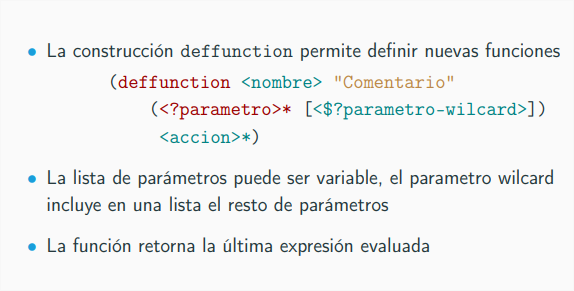 • La construcción deffunction permite definir nuevas funciones
(deffunction <nombre> "Comentario"
(<?parametro>* [<$?parametro-wilcard>])
<accion>*)
• La lista de parámetros puede ser variable, el parametro wilcard
incluye en una lista el resto de parámetros
• La función retorna la última expresión evaluada